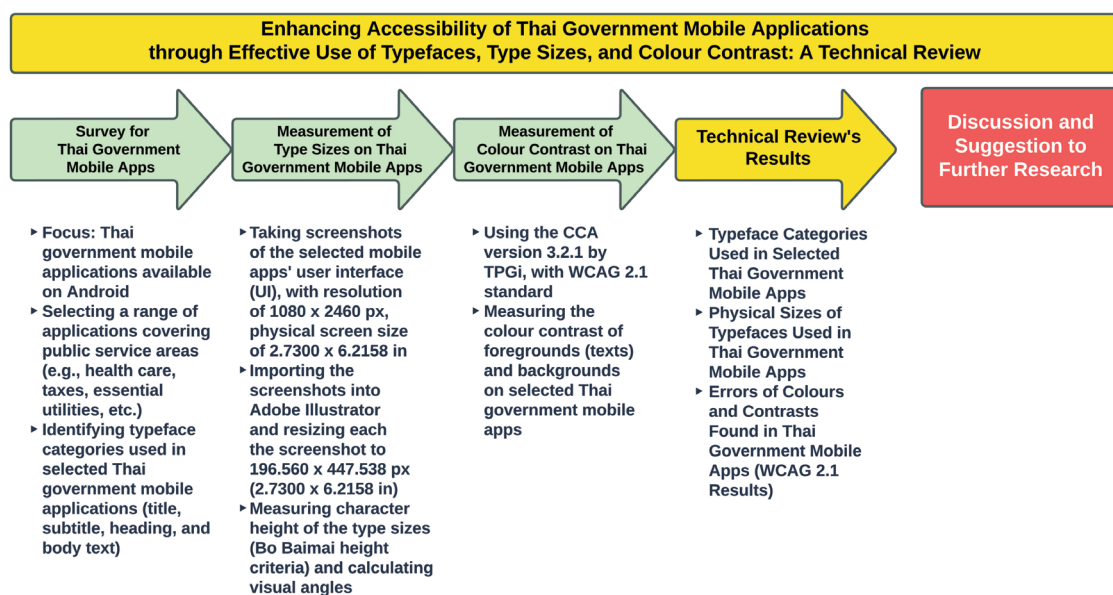 Enhancing Accessibility of Thai Government Mobile Applications
through Effective Use of Typefaces, Type Sizes, and Colour Contrast: A Technical Review
Survey for
Thai Government
Mobile Apps
Measurement of
Type Sizes on Thai
Government Mobile Apps
Measurement of
Colour Contrast on Thai
Government Mobile Apps
Technical Review's
Results
Discussion and
Suggestion to
Further Research
‣ Focus: Thai
government mobile
applications available
on Android
‣ Selecting a range of
applications covering
public service areas
(e.g., health care,
taxes, essential
utilities, etc.)
‣ Identifying typeface
categories used in
selected Thai
government mobile
applications (title,
subtitle, heading, and
body text)
‣ Taking screenshots
of the selected mobile
apps' user interface
(UI), with resolution
of 1080 x 2460 px,
physical screen size
of 2.7300 x 6.2158 in
‣ Importing the
screenshots into
Adobe Illustrator
and resizing each
the screenshot to
196.560 x 447.538 px
(2.7300 x 6.2158 in)
‣ Measuring character
height of the type sizes
(Bo Baimai height
criteria) and calculating
visual angles
‣ Using the CCA
version 3.2.1 by
TPGi, with WCAG 2.1
standard
‣ Measuring the
colour contrast of
foregrounds (texts)
and backgrounds
on selected Thai
government mobile
apps
‣ Typeface Categories
Used in Selected
Thai Government
Mobile Apps
‣ Physical Sizes of
Typefaces Used in
Thai Government
Mobile Apps
‣ Errors of Colours
and Contrasts
Found in Thai
Government Mobile
Apps (WCAG 2.1
Results)